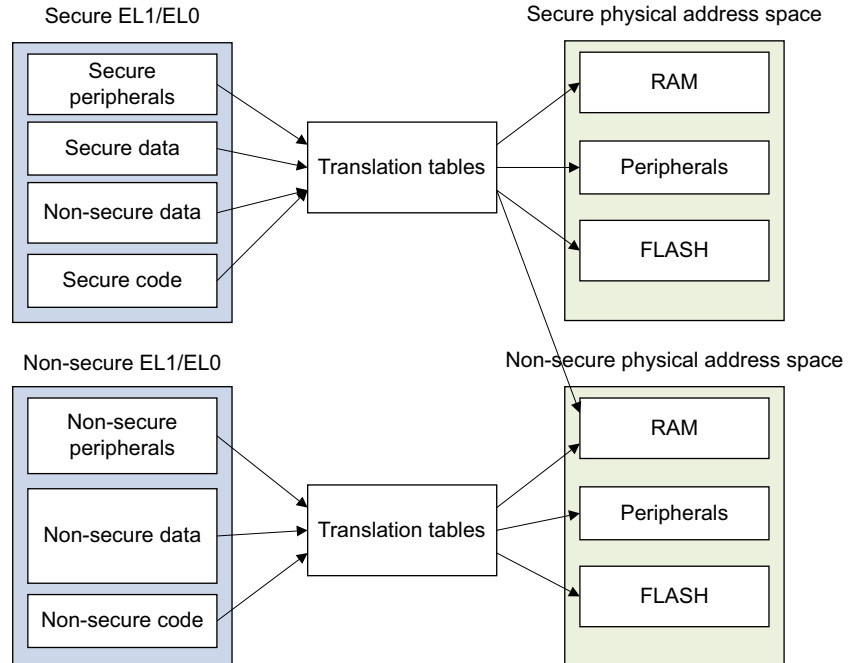 Secure EL1/EL0
Secure
peripherals
Secure data
Non-secure data
Secure code
Translation tables
Secure physical address space
RAM
Peripherals
FLASH
Non-secure EL1/EL0
Non-secure
peripherals
Non-secure data
Non-secure code
Translation tables
Non-secure physical address space
RAM
Peripherals
FLASH